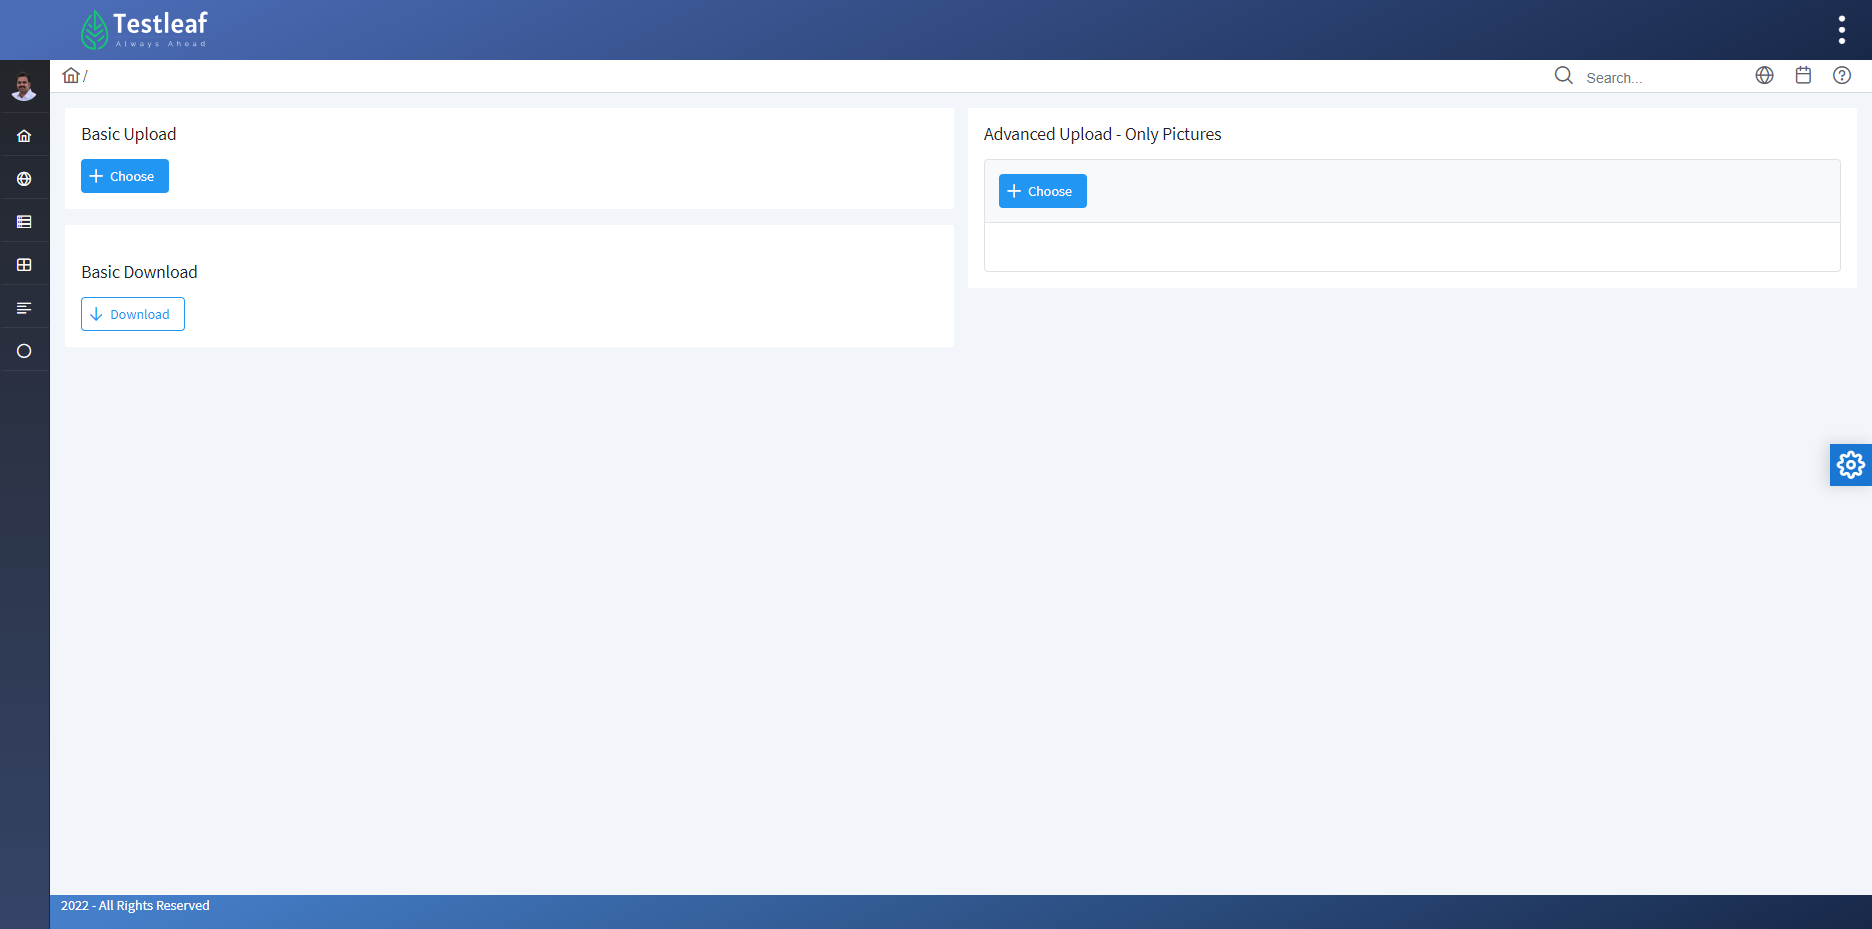 Testleaf
Always Ahead
/
Search...
Basic Upload
Choose
Basic Download
Download
Advanced Upload - Only Pictures
Choose
2022 - All Rights Reserved